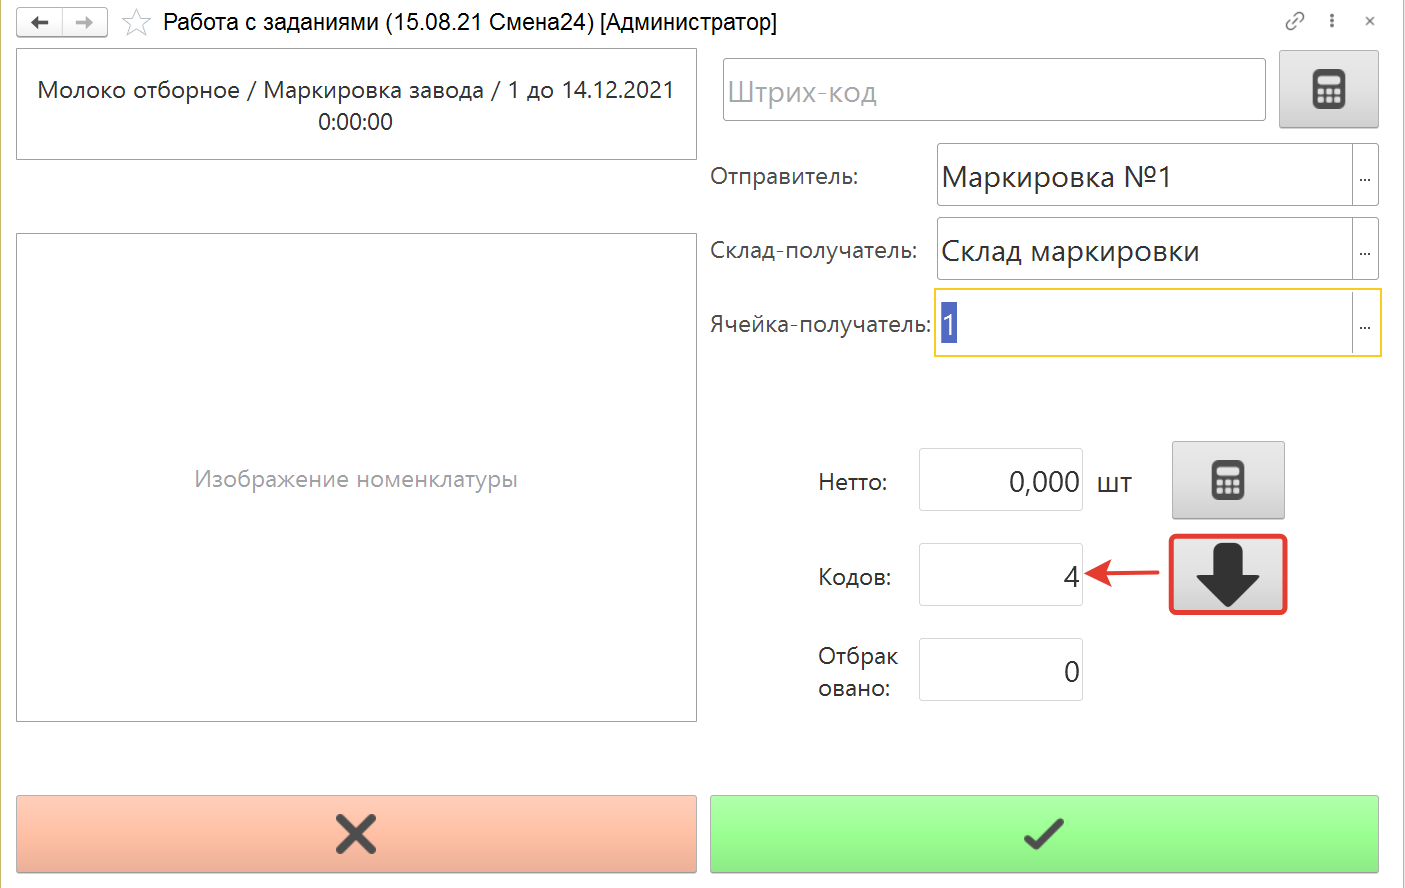 Работа с заданиями (15.08.21 Смена24) [Администратор]
Молоко отборное / Маркировка завода / 1 до 14.12.2021
0:00:00
Штрих-код
Отправитель:
Маркировка №1
...
Склад-получатель:
Склад маркировки
...
Ячейка-получатель:
1
...
Изображение номенклатуры
Нетто:
0,000
шт
Кодов:
4
Отбрак
овано:
0